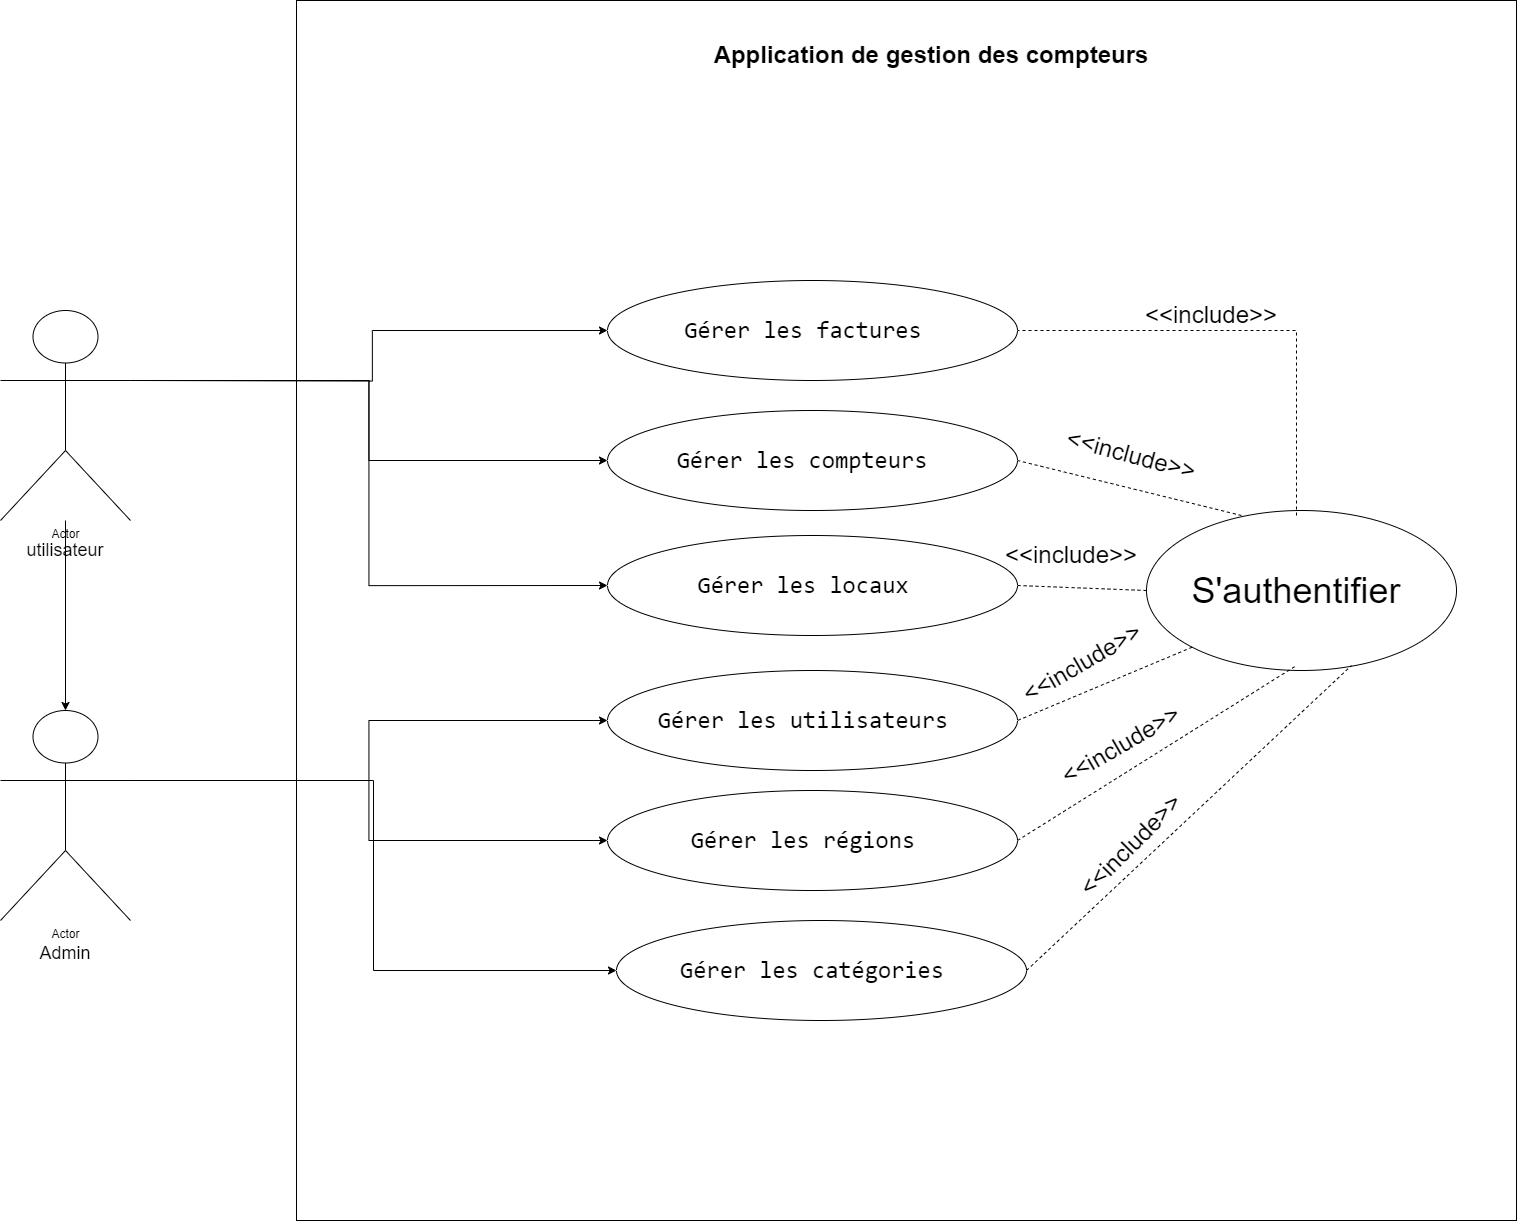 Application de gestion des compteurs
Gérer les factures
<<include>>
Gérer les compteurs
<<include>>
Actor
utilisateur
Gérer les locaux
<<include>>
S'authentifier
Gérer les utilisateurs
<<include>>
Gérer les régions
<<include>>
Actor
Admin
Gérer les catégories
<<include>>